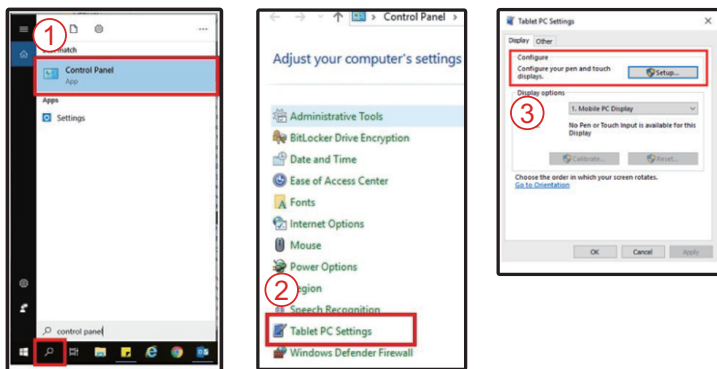 1
match
Control Panel
App
Apps
Settings
control panel
Control Panel
Adjust your computer's settings
Administrative Tools
BitLocker Drive Encryption
Date and Time
Ease of Access Center
Fonts
Internet Options
Mouse
Power Options
2
Speech Recognition
Tablet PC Settings
Windows Defender Firewall
Tablet PC Settings
Display Other
Configure
Configure your pen and touch
displays.
Setup...
Display options
3
1. Mobile PC Display
No Pen or Touch Input is available for this
Display
Calibrate... Reset...
Choose the order in which your screen rotates.
Go to Orientation
OK Cancel Apply